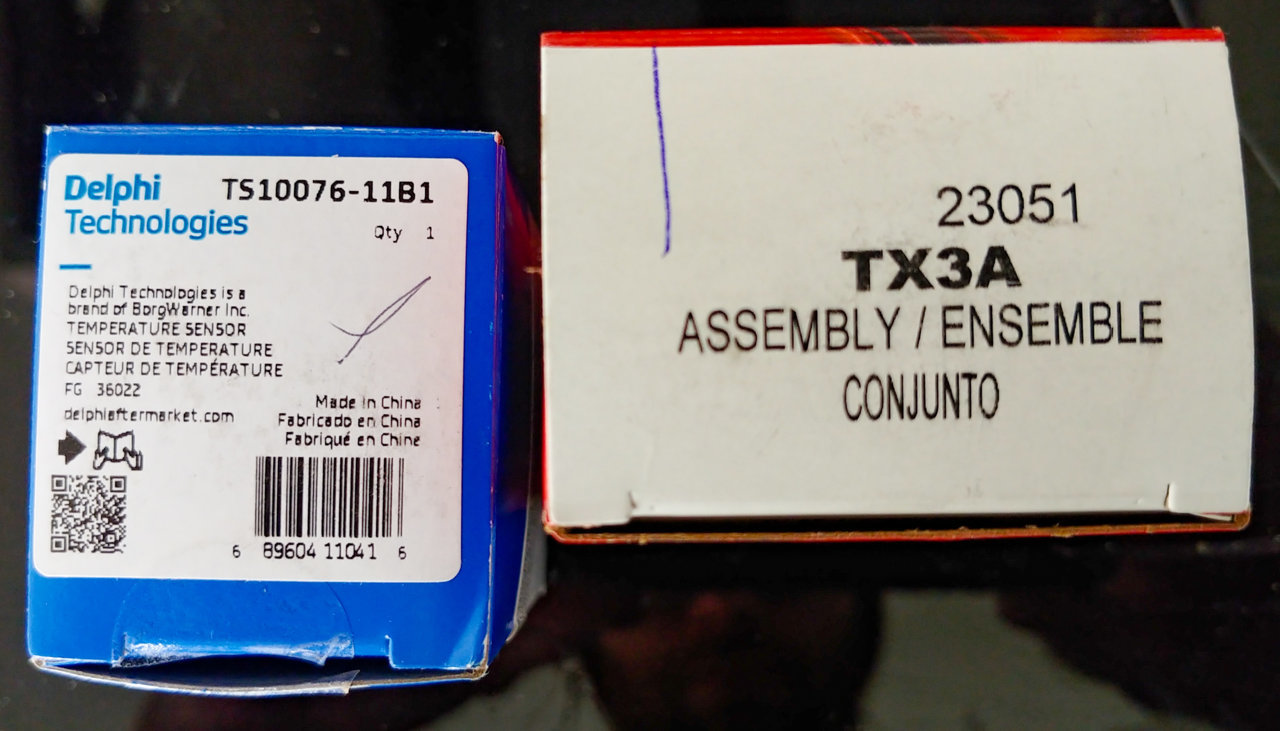 Delphi
Technologies
TS10076-11B1
Qty 1
Delphi Technologies is a
brand of BorgWarner Inc.
TEMPERATURE SENSOR
SENSOR DE TEMPERATURE
CAPTEUR DE TEMPÉRATURE
FG 36022
delphiaftermarket.com
Made in China
Fabricado en China
Fabriqué en Chine
6 89604 11041 6
23051
TX3A
ASSEMBLY / ENSEMBLE
CONJUNTO